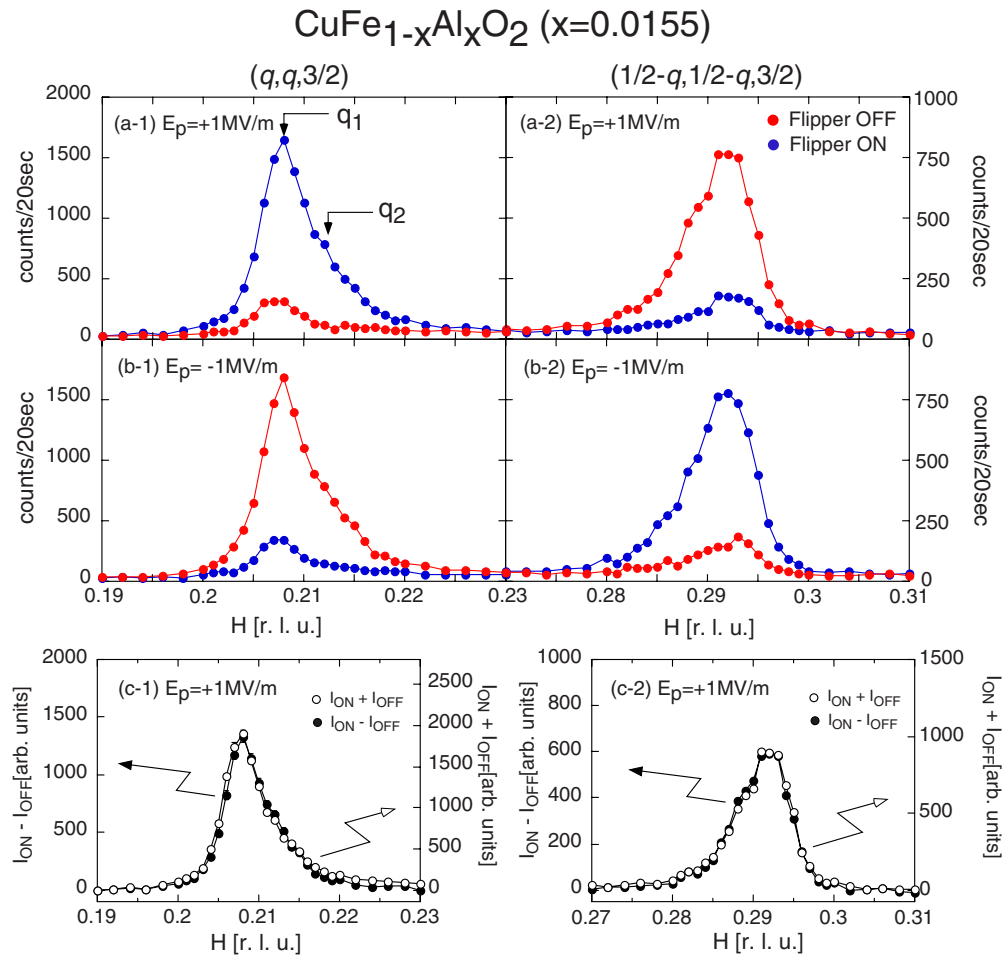 CuFe1-xAlxO2 (x=0.0155)
(q,q,3/2)
(1/2-q,1/2-q,3/2)
(a-1) Ep=+1MV/m
q1
q2
2000
1500
1000
500
0
counts/20sec
(a-2) Ep=+1MV/m
Flipper OFF
Flipper ON
1000
750
500
250
0
counts/20sec
(b-1) Ep= -1MV/m
1500
1000
500
0
counts/20sec
0.19
0.2
0.21
0.22
0.23
H [r. l. u.]
(b-2) Ep= -1MV/m
750
500
250
0
counts/20sec
0.28
0.29
0.3
0.31
H [r. l. u.]
(c-1) Ep=+1MV/m
ION + IOFF
ION - IOFF
2000
1500
1000
500
0
ION - IOFF[arb. units]
2500
2000
1500
1000
500
0
ION + IOFF[arb. units]
0.19
0.20
0.21
0.22
0.23
H [r. l. u.]
(c-2) Ep=+1MV/m
ION + IOFF
ION - IOFF
1000
800
600
400
200
0
ION - IOFF[arb. units]
1500
1000
500
0
ION + IOFF[arb. units]
0.27
0.28
0.29
0.30
0.31
H [r. l. u.]